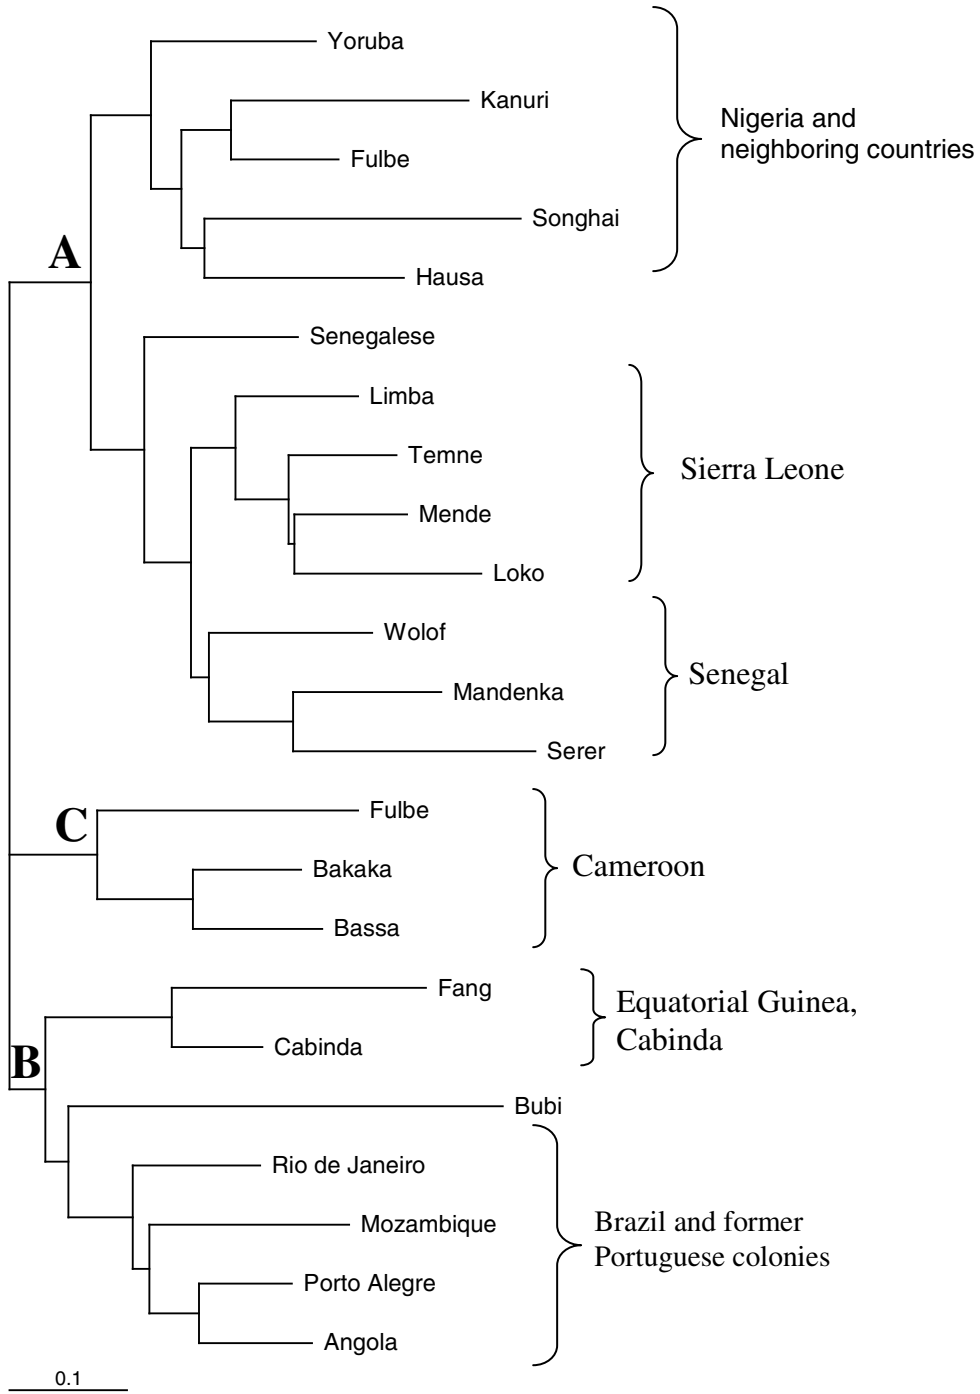 Yoruba
Kanuri
Nigeria and
neighboring countries
Fulbe
Songhai
A
Hausa
Senegalese
Limba
Temne
Sierra Leone
Mende
Loko
Wolof
Senegal
Mandenka
Serer
Fulbe
C
Bakaka
Cameroon
Bassa
Fang
Equatorial Guinea,
Cabinda
Cabinda
B
Bubi
Rio de Janeiro
Mozambique
Brazil and former
Portuguese colonies
Porto Alegre
Angola
0.1